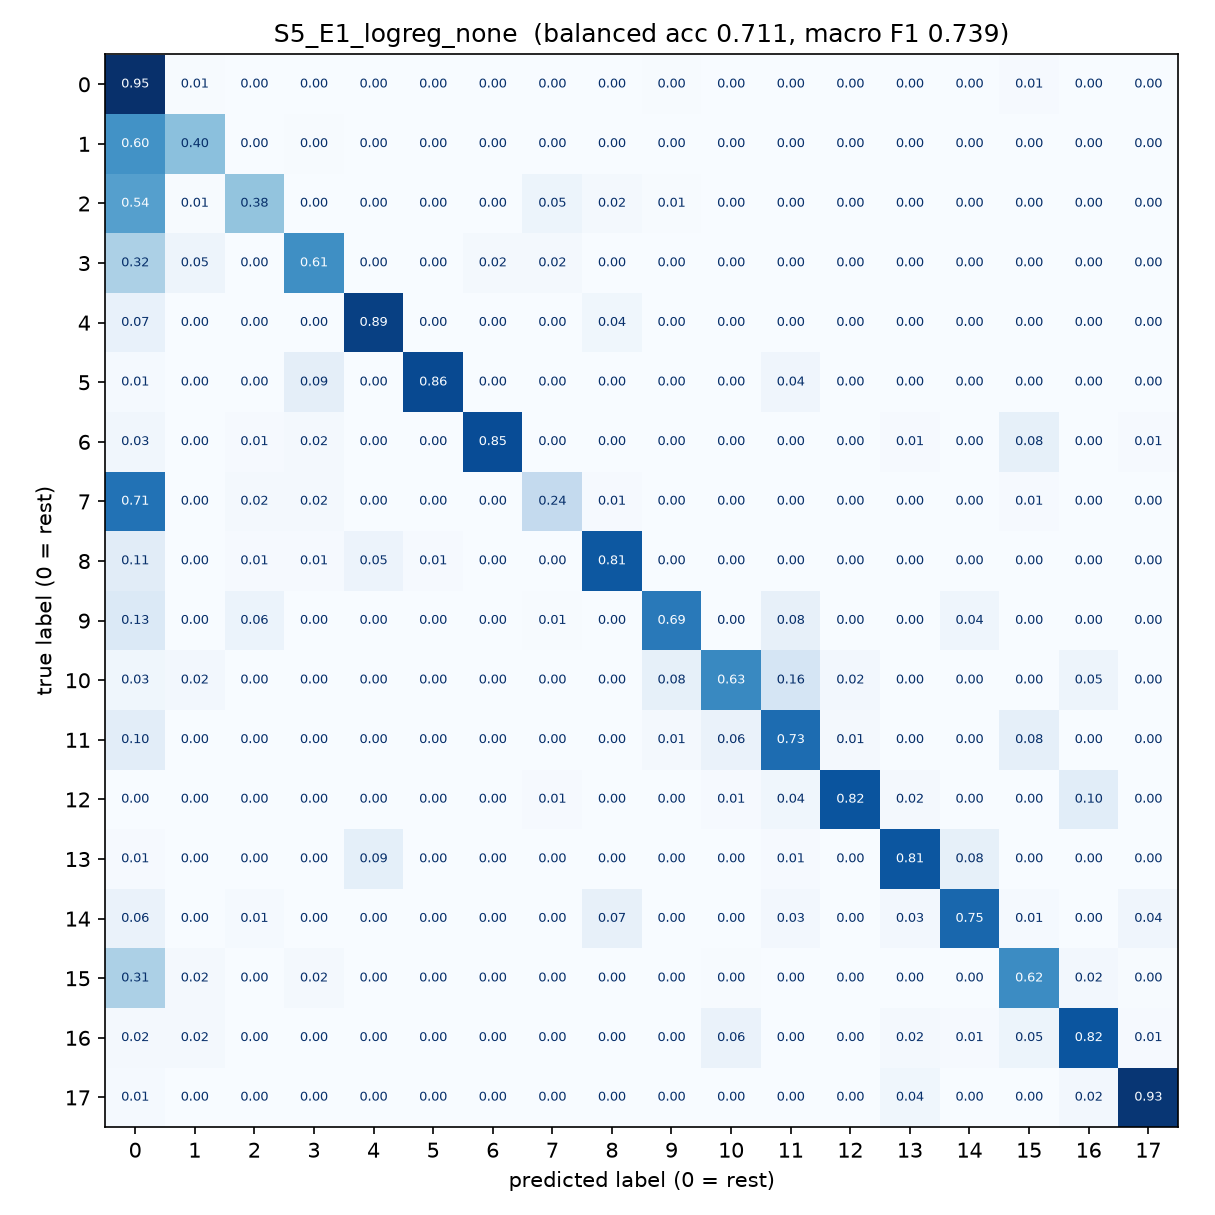 S5_E1_logreg_none  (balanced acc 0.711, macro F1 0.739)
0 0.95 0.01 0.00 0.00 0.00 0.00 0.00 0.00 0.00 0.00 0.00 0.00 0.00 0.00 0.00 0.01 0.00 0.00
1 0.60 0.40 0.00 0.00 0.00 0.00 0.00 0.00 0.00 0.00 0.00 0.00 0.00 0.00 0.00 0.00 0.00 0.00
2 0.54 0.01 0.38 0.00 0.00 0.00 0.00 0.05 0.02 0.01 0.00 0.00 0.00 0.00 0.00 0.00 0.00 0.00
3 0.32 0.05 0.00 0.61 0.00 0.00 0.02 0.02 0.00 0.00 0.00 0.00 0.00 0.00 0.00 0.00 0.00 0.00
4 0.07 0.00 0.00 0.00 0.89 0.00 0.00 0.00 0.04 0.00 0.00 0.00 0.00 0.00 0.00 0.00 0.00 0.00
5 0.01 0.00 0.00 0.09 0.00 0.86 0.00 0.00 0.00 0.00 0.00 0.04 0.00 0.00 0.00 0.00 0.00 0.00
6 0.03 0.00 0.01 0.02 0.00 0.00 0.85 0.00 0.00 0.00 0.00 0.00 0.00 0.01 0.00 0.08 0.00 0.01
7 0.71 0.00 0.02 0.02 0.00 0.00 0.00 0.24 0.01 0.00 0.00 0.00 0.00 0.00 0.00 0.01 0.00 0.00
8 0.11 0.00 0.01 0.01 0.05 0.01 0.00 0.00 0.81 0.00 0.00 0.00 0.00 0.00 0.00 0.00 0.00 0.00
9 0.13 0.00 0.06 0.00 0.00 0.00 0.00 0.01 0.00 0.69 0.00 0.08 0.00 0.00 0.04 0.00 0.00 0.00
10 0.03 0.02 0.00 0.00 0.00 0.00 0.00 0.00 0.00 0.08 0.63 0.16 0.02 0.00 0.00 0.00 0.05 0.00
11 0.10 0.00 0.00 0.00 0.00 0.00 0.00 0.00 0.00 0.01 0.06 0.73 0.01 0.00 0.00 0.08 0.00 0.00
12 0.00 0.00 0.00 0.00 0.00 0.00 0.00 0.01 0.00 0.00 0.01 0.04 0.82 0.02 0.00 0.00 0.10 0.00
13 0.01 0.00 0.00 0.00 0.09 0.00 0.00 0.00 0.00 0.00 0.00 0.01 0.00 0.81 0.08 0.00 0.00 0.00
14 0.06 0.00 0.01 0.00 0.00 0.00 0.00 0.00 0.07 0.00 0.00 0.03 0.00 0.03 0.75 0.01 0.00 0.04
15 0.31 0.02 0.00 0.02 0.00 0.00 0.00 0.00 0.00 0.00 0.00 0.00 0.00 0.00 0.00 0.62 0.02 0.00
16 0.02 0.02 0.00 0.00 0.00 0.00 0.00 0.00 0.00 0.00 0.06 0.00 0.00 0.02 0.01 0.05 0.82 0.01
17 0.01 0.00 0.00 0.00 0.00 0.00 0.00 0.00 0.00 0.00 0.00 0.00 0.00 0.04 0.00 0.00 0.02 0.93
0 1 2 3 4 5 6 7 8 9 10 11 12 13 14 15 16 17
predicted label (0 = rest)
true label (0 = rest)